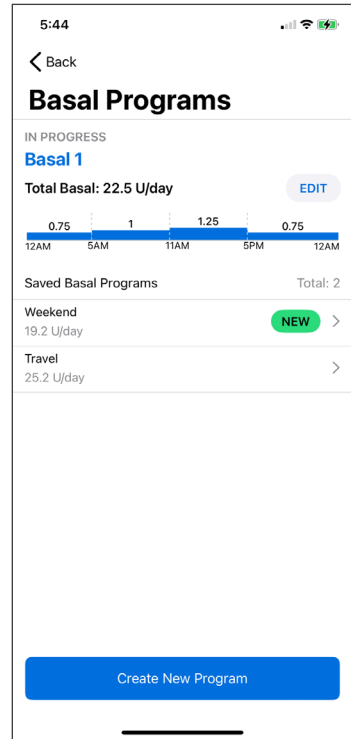 5:44
Back
Basal Programs
IN PROGRESS
Basal 1
Total Basal: 22.5 U/day EDIT
0.75 1 1.25 0.75
12AM 5AM 11AM 5PM 12AM
Saved Basal Programs Total: 2
Weekend
19.2 U/day
NEW
Travel
25.2 U/day
Create New Program